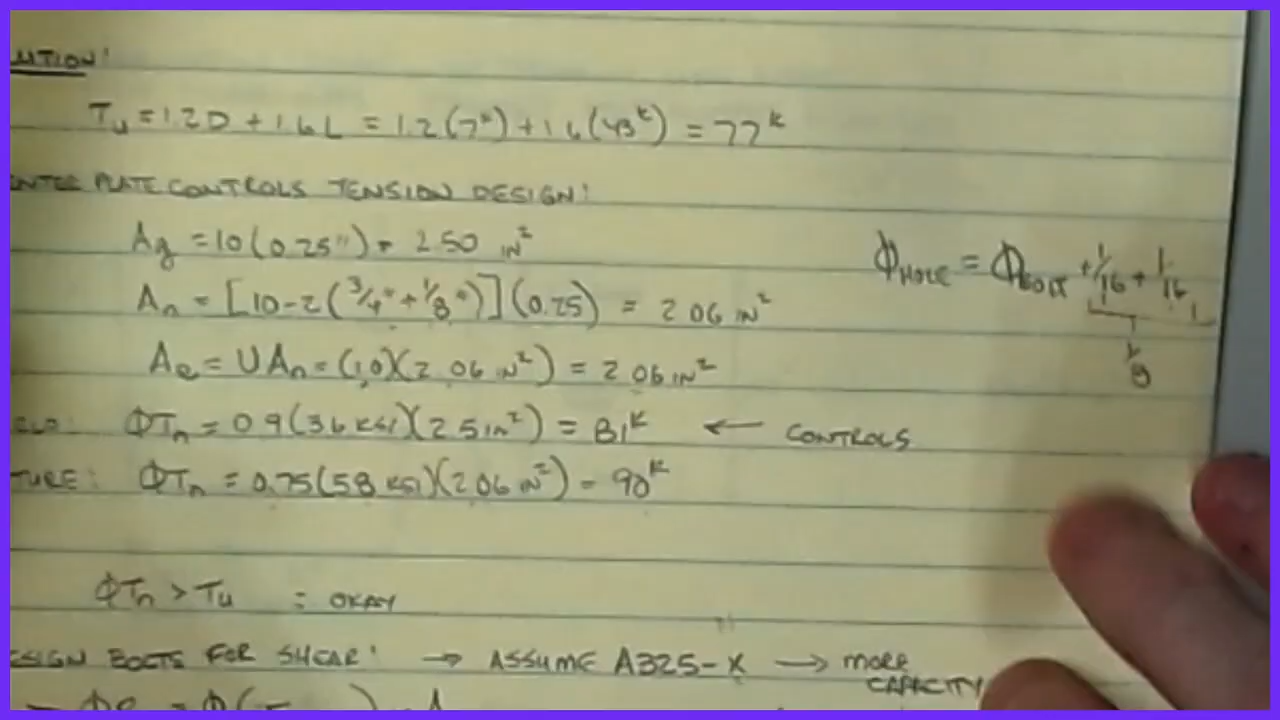 UTION:
Tu = 1.2D + 1.6L = 1.2(7ᵏ) + 1.6(43ᵏ) = 77ᵏ
ENTER PLATE CONTROLS TENSION DESIGN:
Ag = 10(0.25") = 2.50 IN²
An = [10-2(3/4" + 1/8")](0.25) = 2.06 IN²
Ae = UAn = (1.0)(2.06 IN²) = 2.06 IN²
ϕHOLE = ϕBOLT + 1/16 + 1/16
1/8
ϕTn = 0.9(36 KSI)(2.5 IN²) = 81ᵏ ← CONTROLS
TURE: ϕTn = 0.75(58 KSI)(2.06 IN²) = 90ᵏ
ϕTn > Tu = OKAY
ESIGN BOLTS FOR SHEAR: → ASSUME A325-X → MORE
CAPACITY